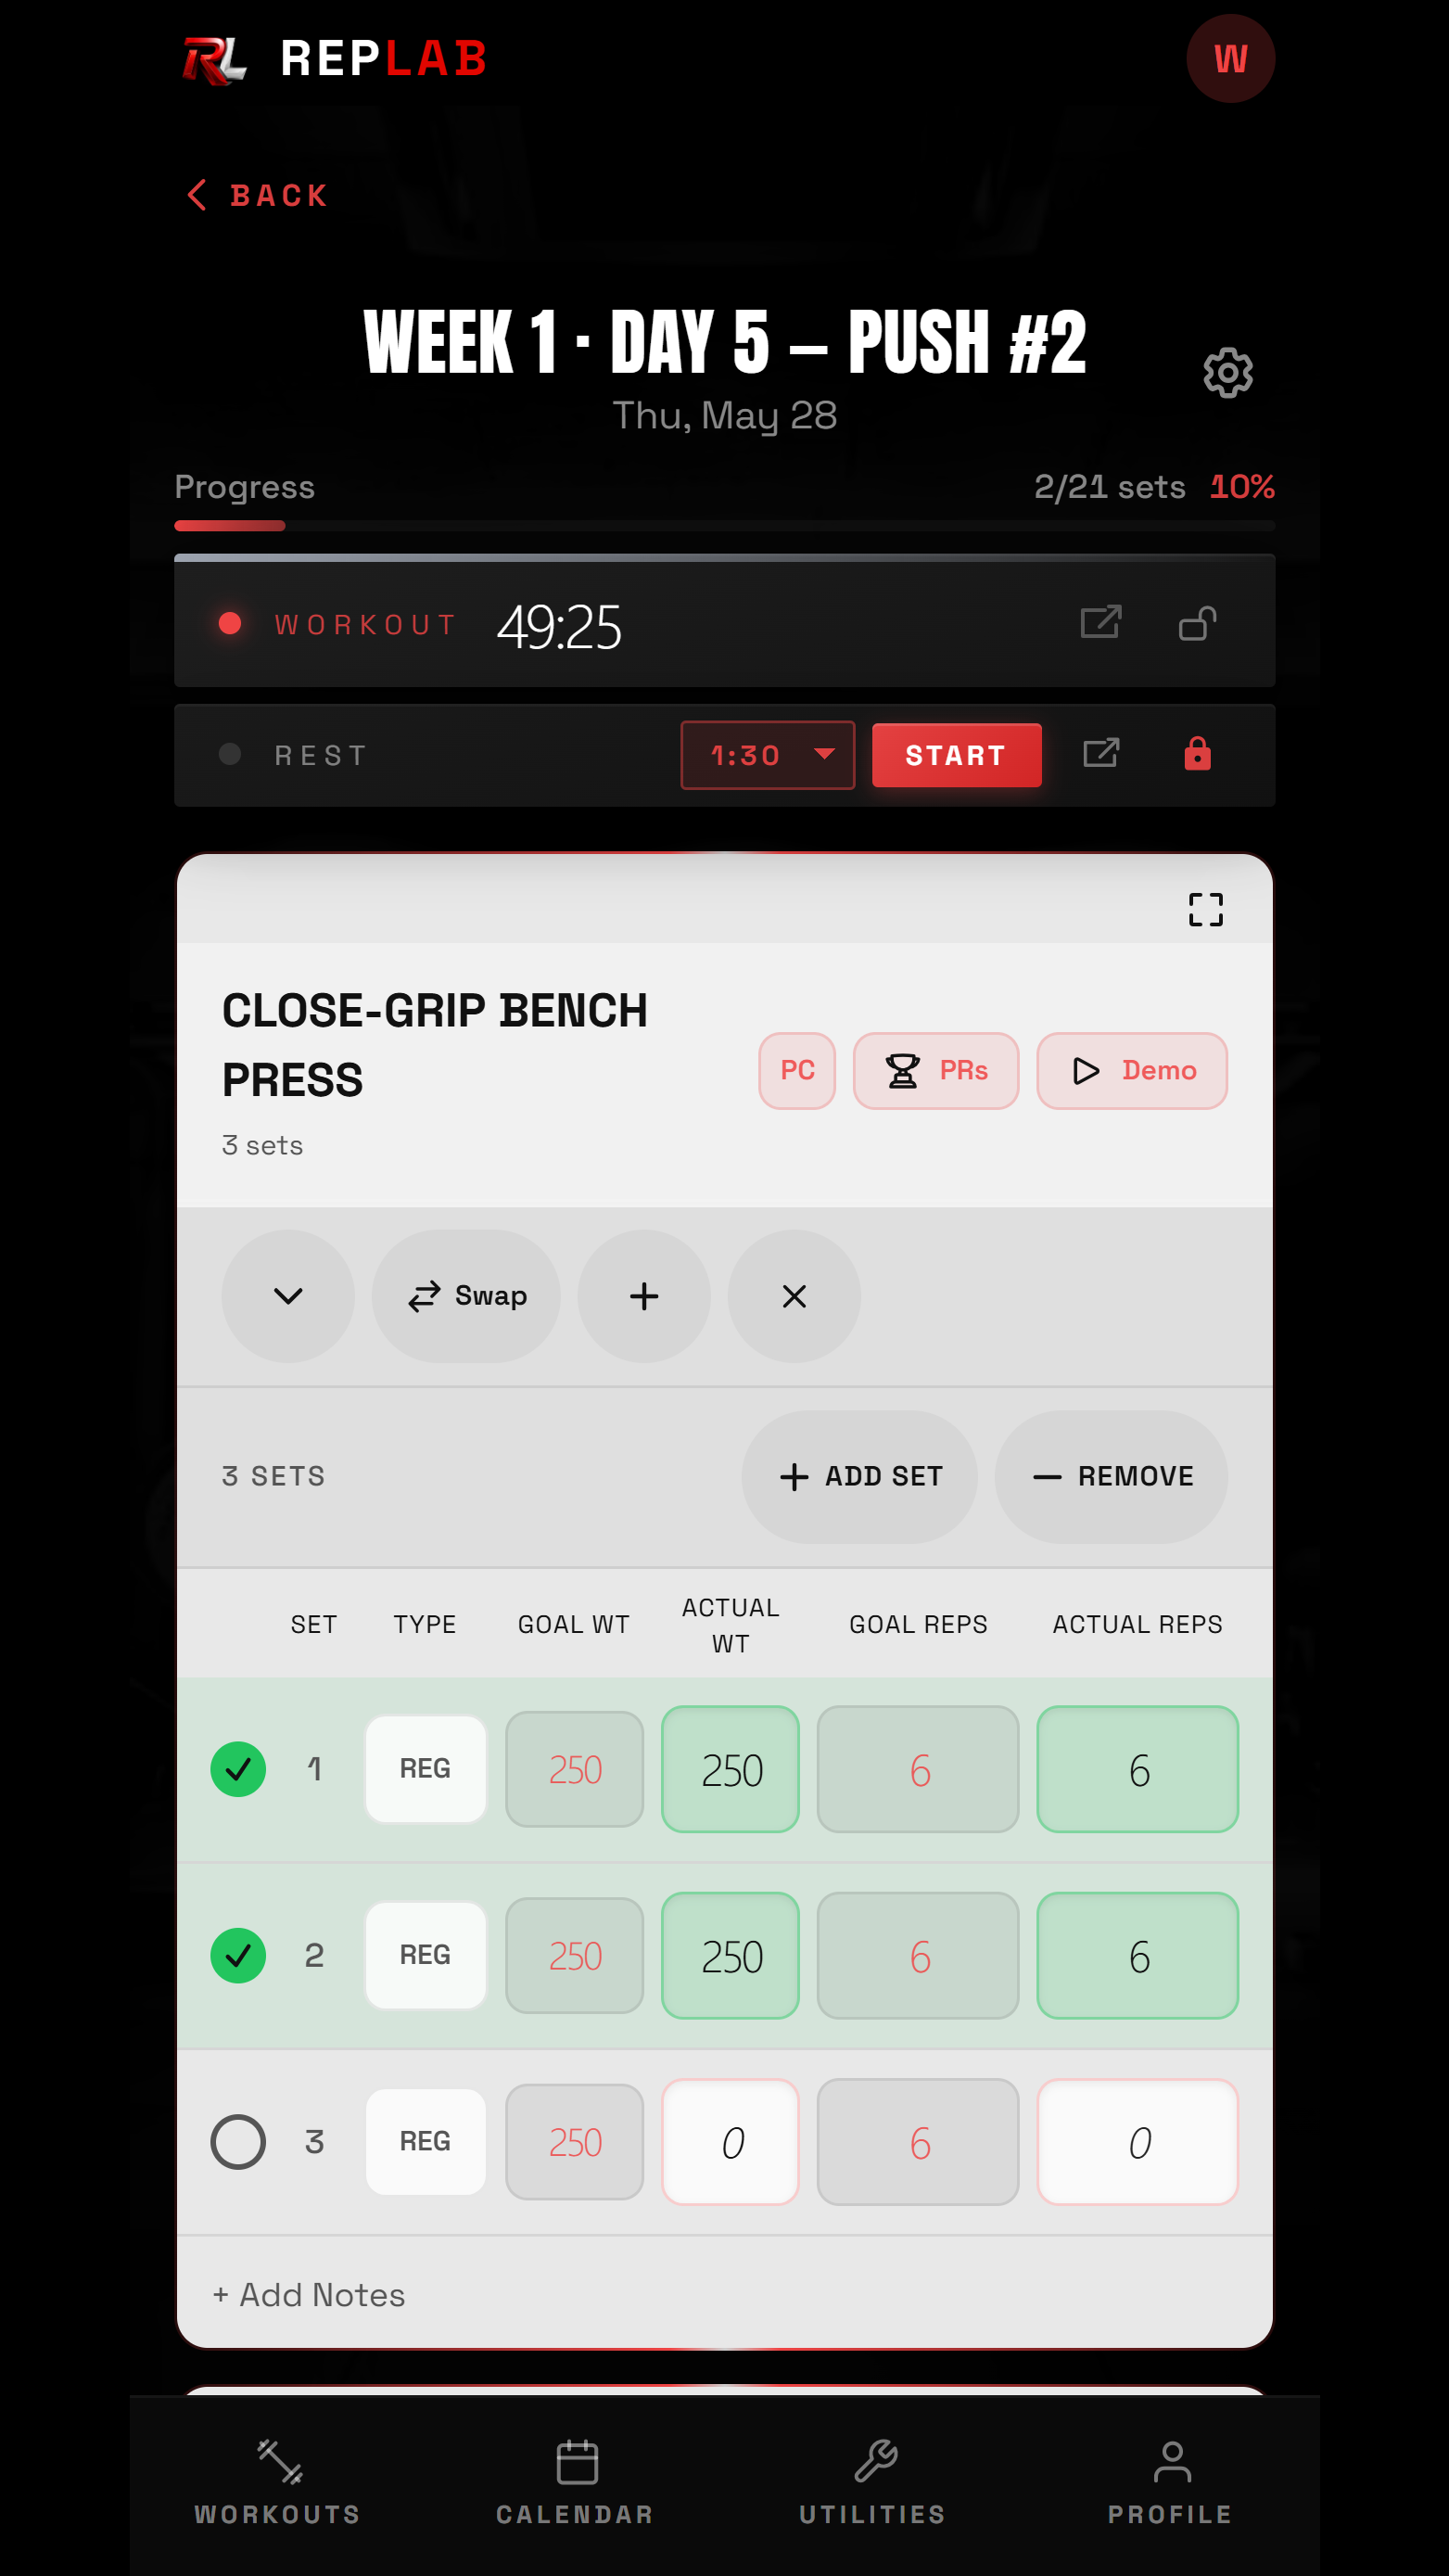 RL REPLAB W
BACK
WEEK 1 · DAY 5 — PUSH #2
Thu, May 28
Progress 2/21 sets 10%
WORKOUT 49:25
REST 1:30 START
CLOSE-GRIP BENCH
PRESS
PC PRs Demo
3 sets
Swap
3 SETS + ADD SET − REMOVE
SET TYPE GOAL WT ACTUAL WT GOAL REPS ACTUAL REPS
1 REG 250 250 6 6
2 REG 250 250 6 6
3 REG 250 0 6 0
+ Add Notes
WORKOUTS CALENDAR UTILITIES PROFILE